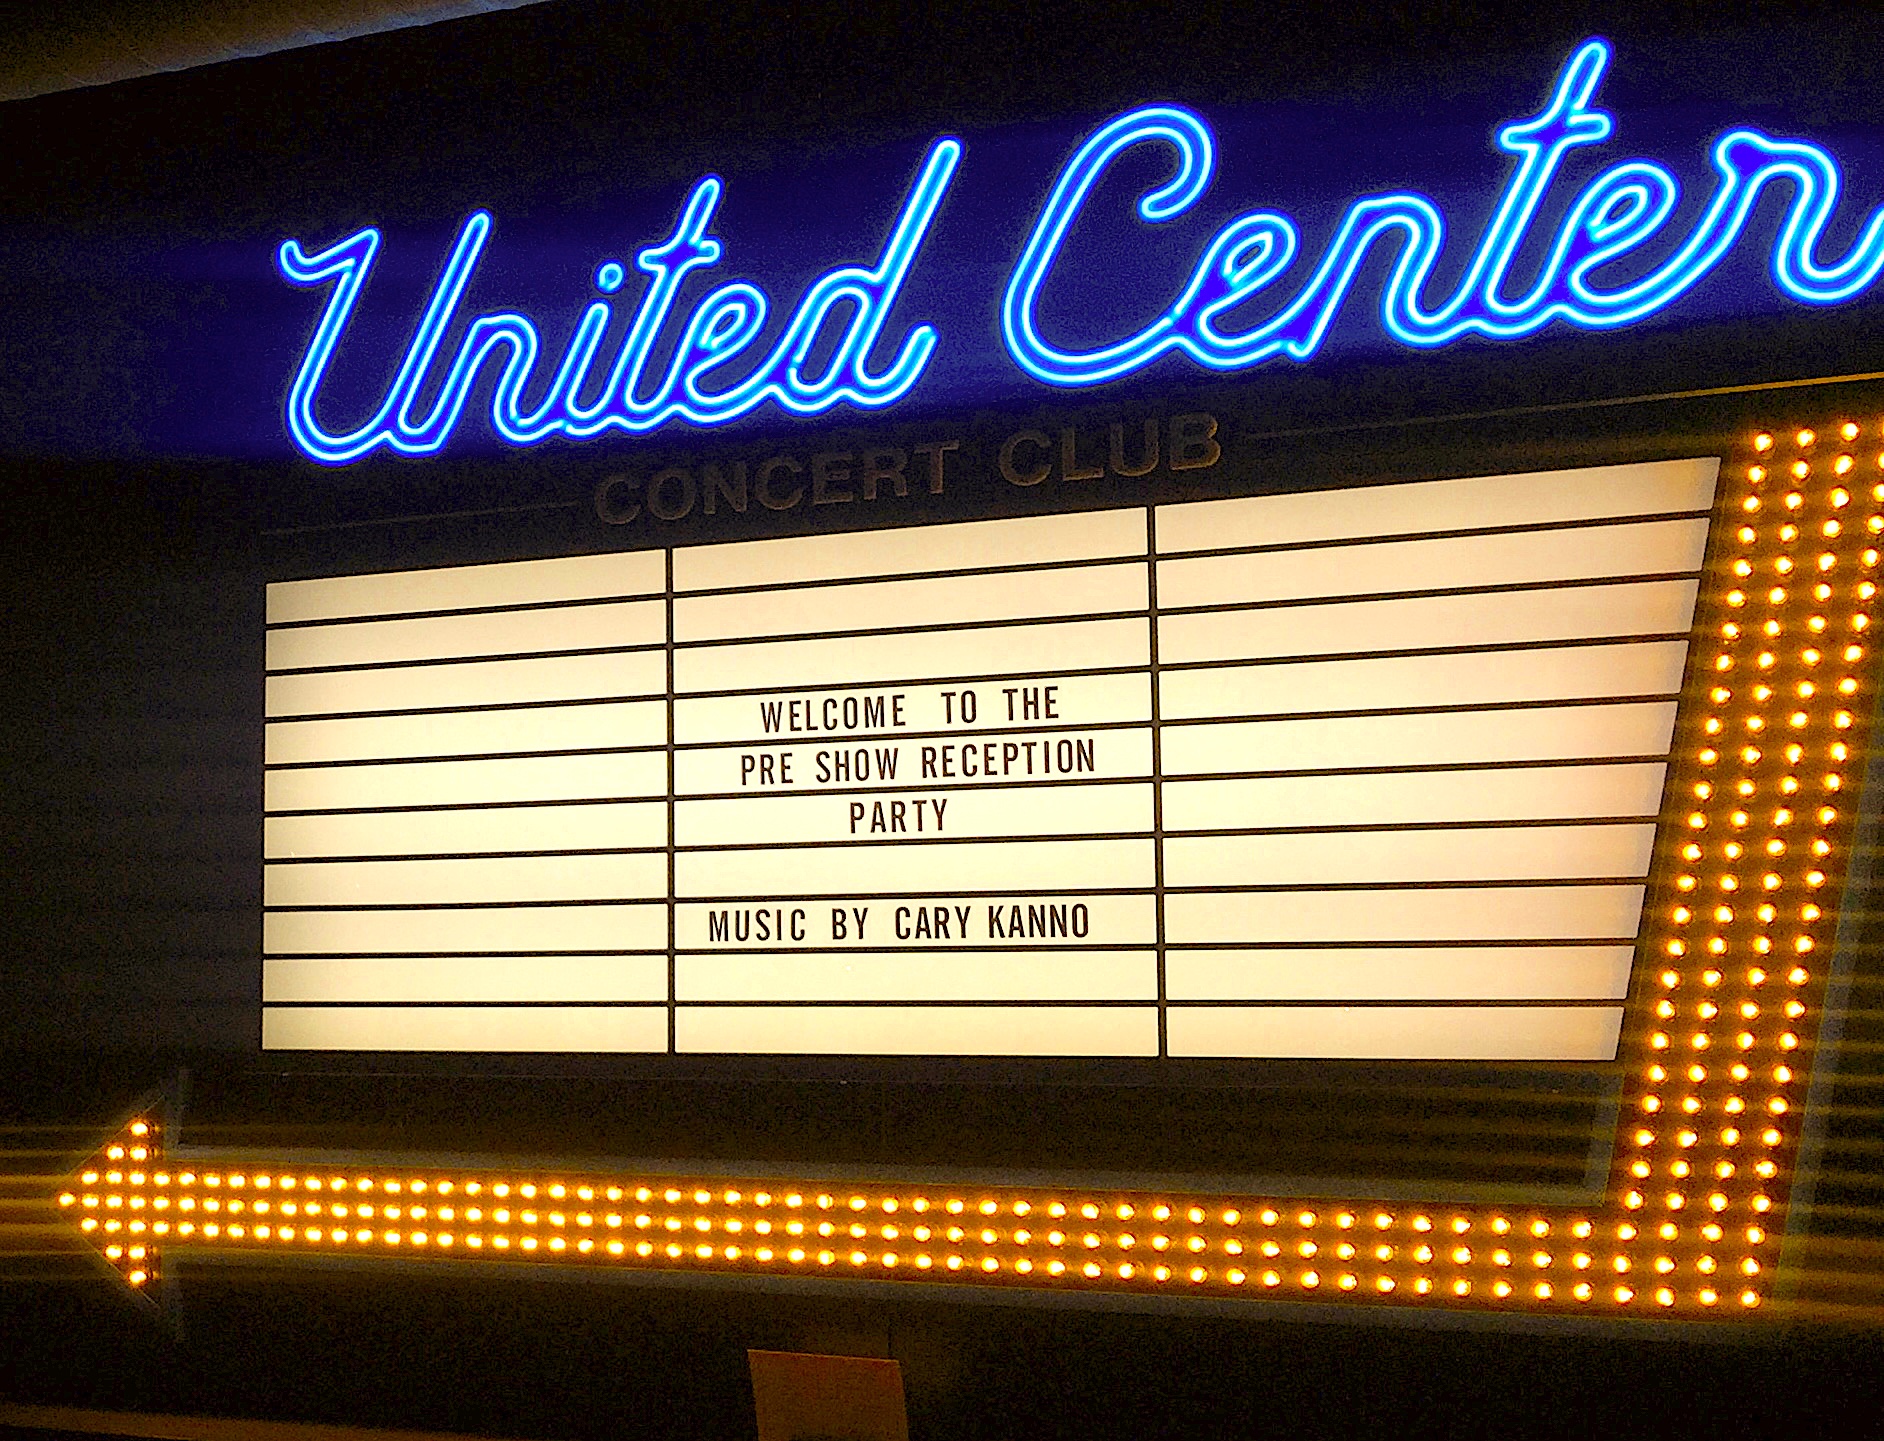 United Center
CONCERT CLUB
WELCOME TO THE
PRE SHOW RECEPTION
PARTY
MUSIC BY CARY KANNO